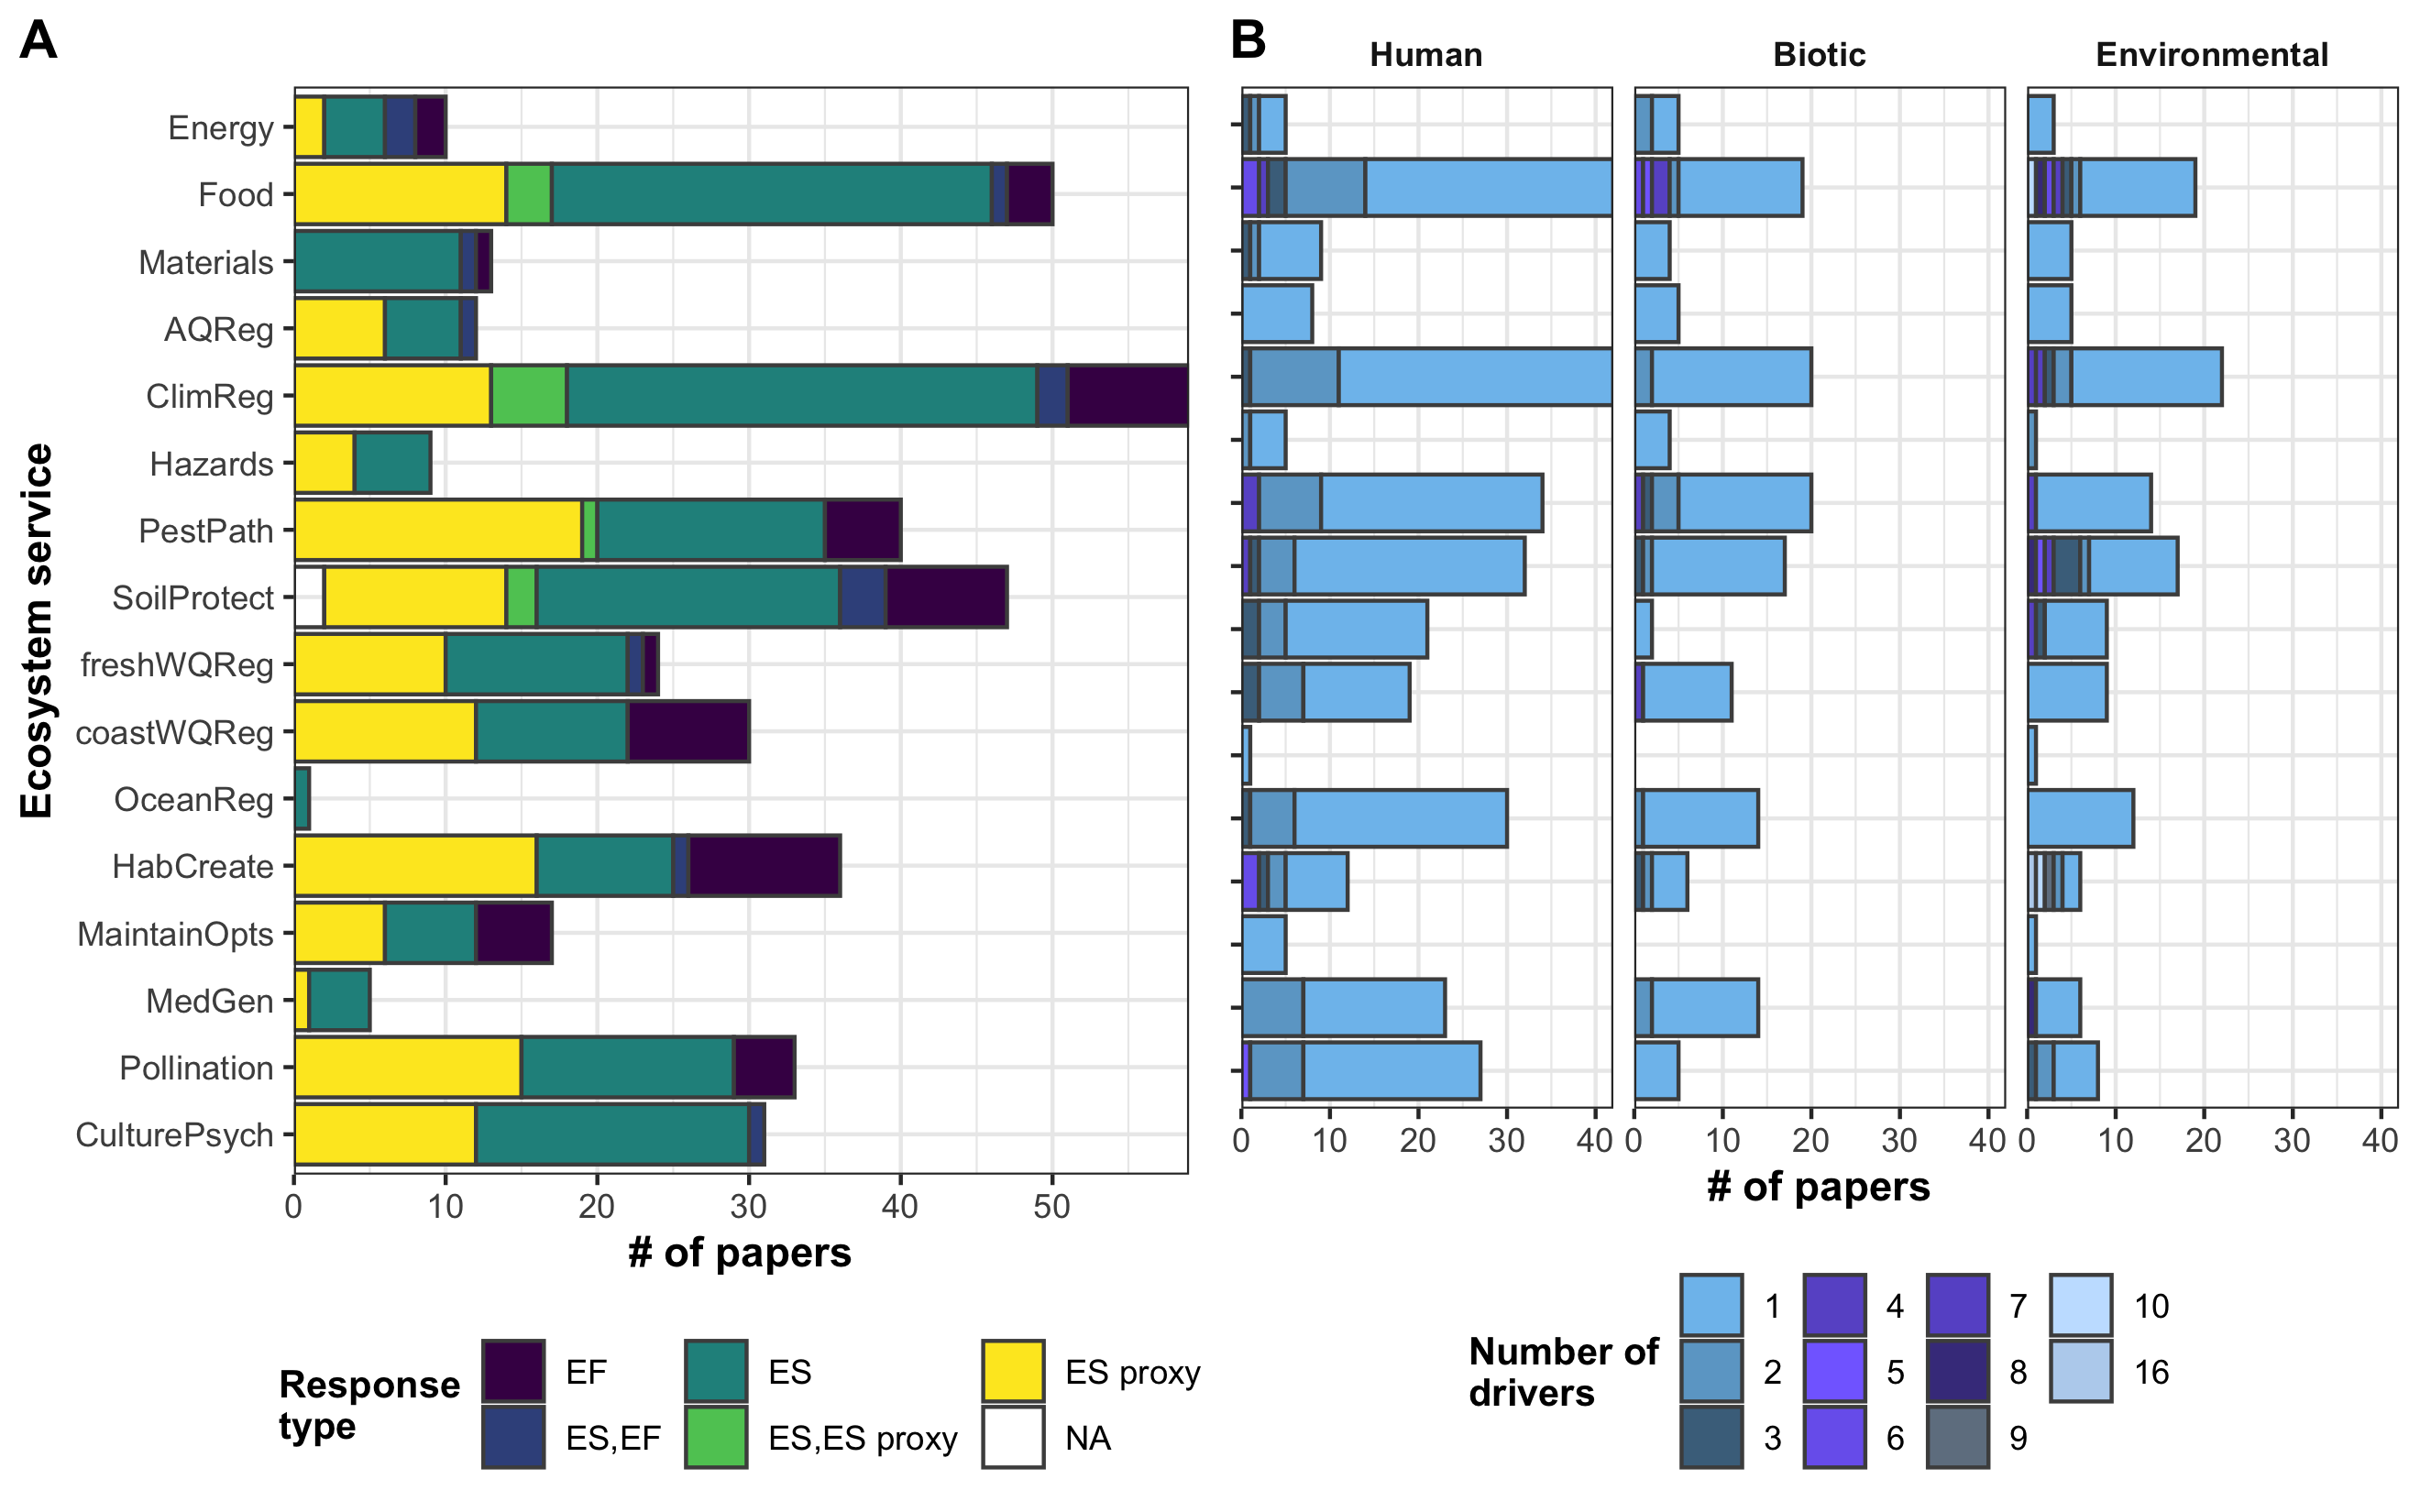 A
B
Human
Biotic
Environmental
Ecosystem service
Energy
Food
Materials
AQReg
ClimReg
Hazards
PestPath
SoilProtect
freshWQReg
coastWQReg
OceanReg
HabCreate
MaintainOpts
MedGen
Pollination
CulturePsych
0 10 20 30 40 50
# of papers
0 10 20 30 40
0 10 20 30 40
0 10 20 30 40
# of papers
Response
type
EF
ES
ES proxy
ES,EF
ES,ES proxy
NA
Number of
drivers
1 4 7 10
2 5 8 16
3 6 9